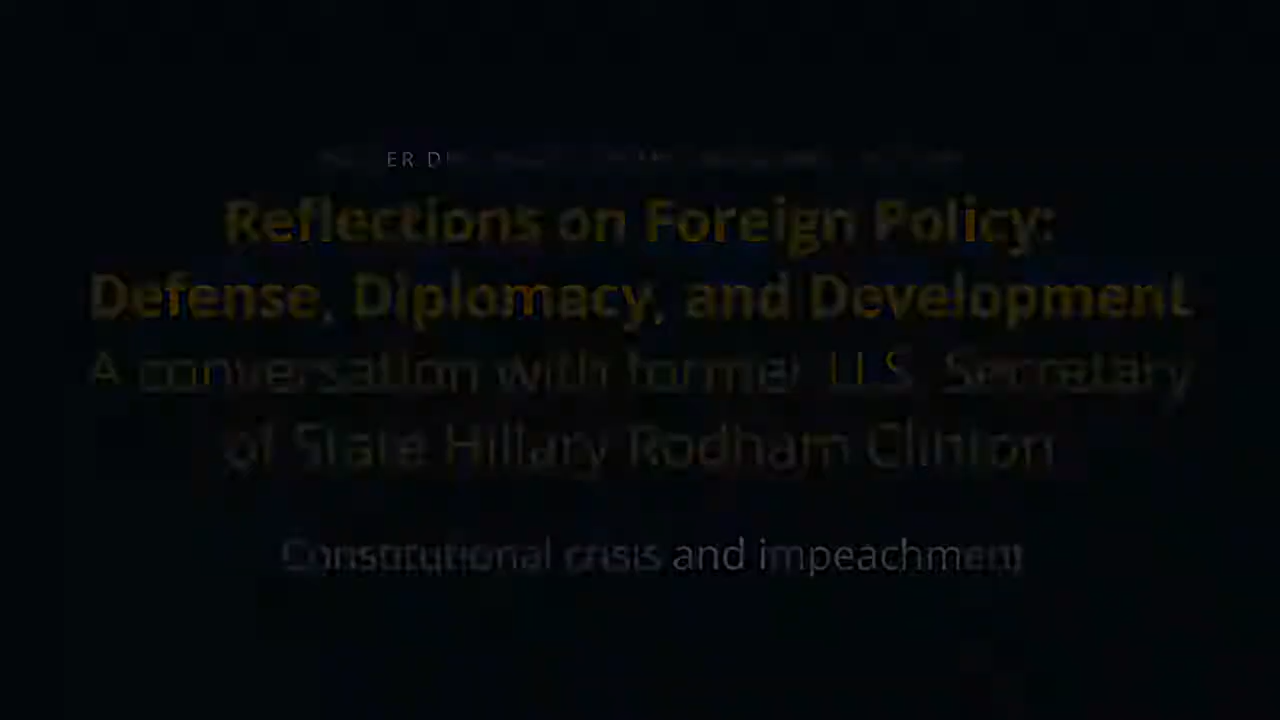 Reflections on Foreign Policy:
Defense, Diplomacy, and Development
A conversation with former U.S. Secretary
of State Hillary Rodham Clinton
Constitutional crisis and impeachment